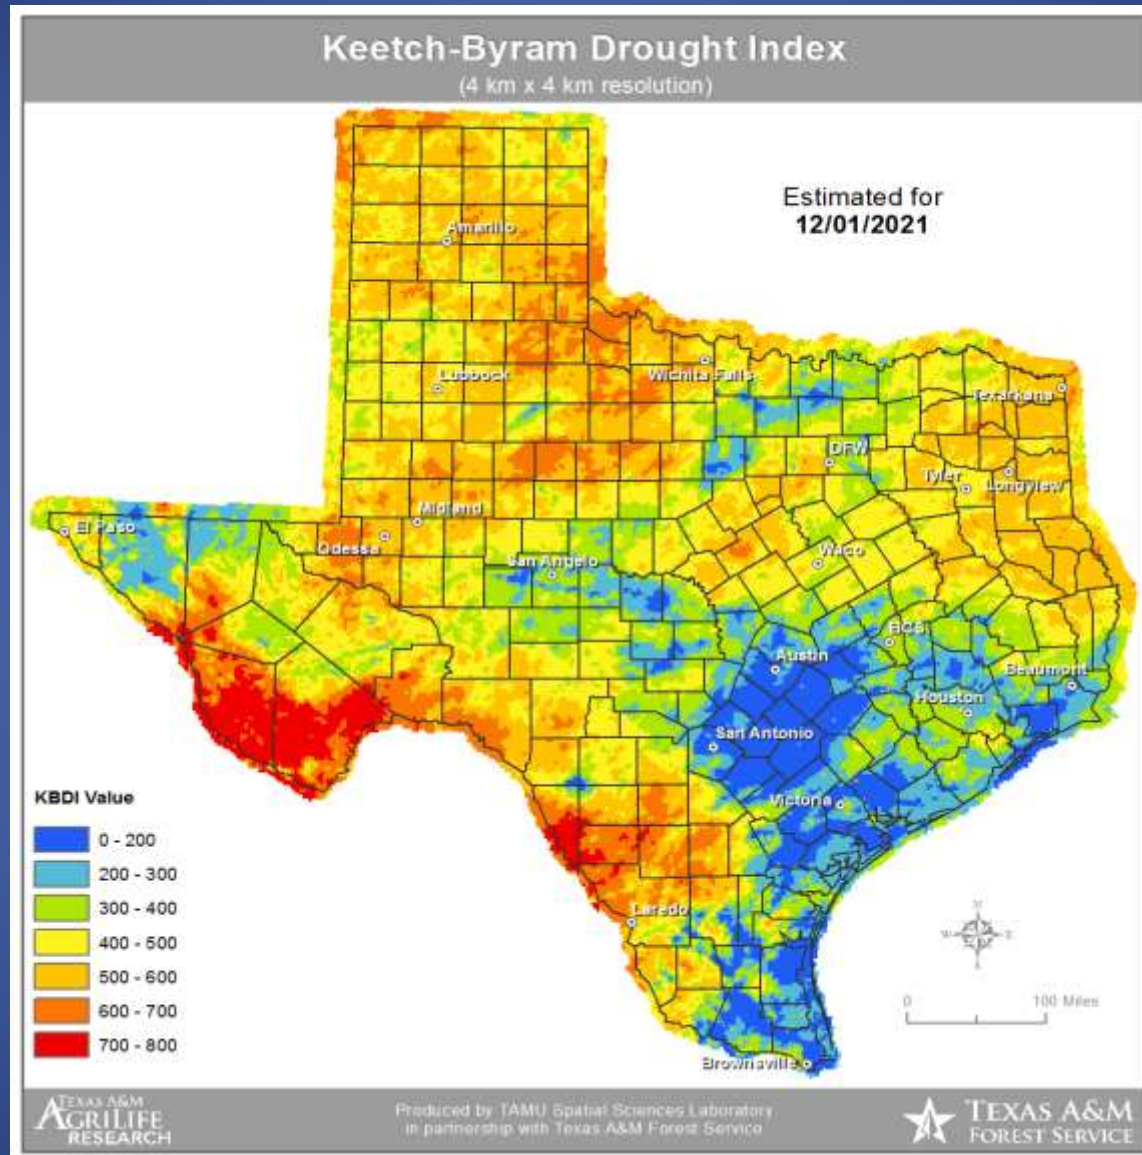 Keetch-Byram Drought Index
(4 km x 4 km resolution)
Estimated for
12/01/2021
Amarillo
Lubbock
Wichita Falls
Texarkana
DFW
Tyler
Longview
Midland
El Paso
Odessa
San Angelo
Waco
BCS
Austin
Beaumont
Houston
San Antonio
Victoria
Laredo
Brownsville
KBDI Value
0 - 200
200 - 300
300 - 400
400 - 500
500 - 600
600 - 700
700 - 800
N
W
E
S
0 100 Miles
TEXAS A&M
AGRILIFE
RESEARCH
Produced by TAMU Spatial Sciences Laboratory
in partnership with Texas A&M Forest Service
TEXAS A&M
FOREST SERVICE